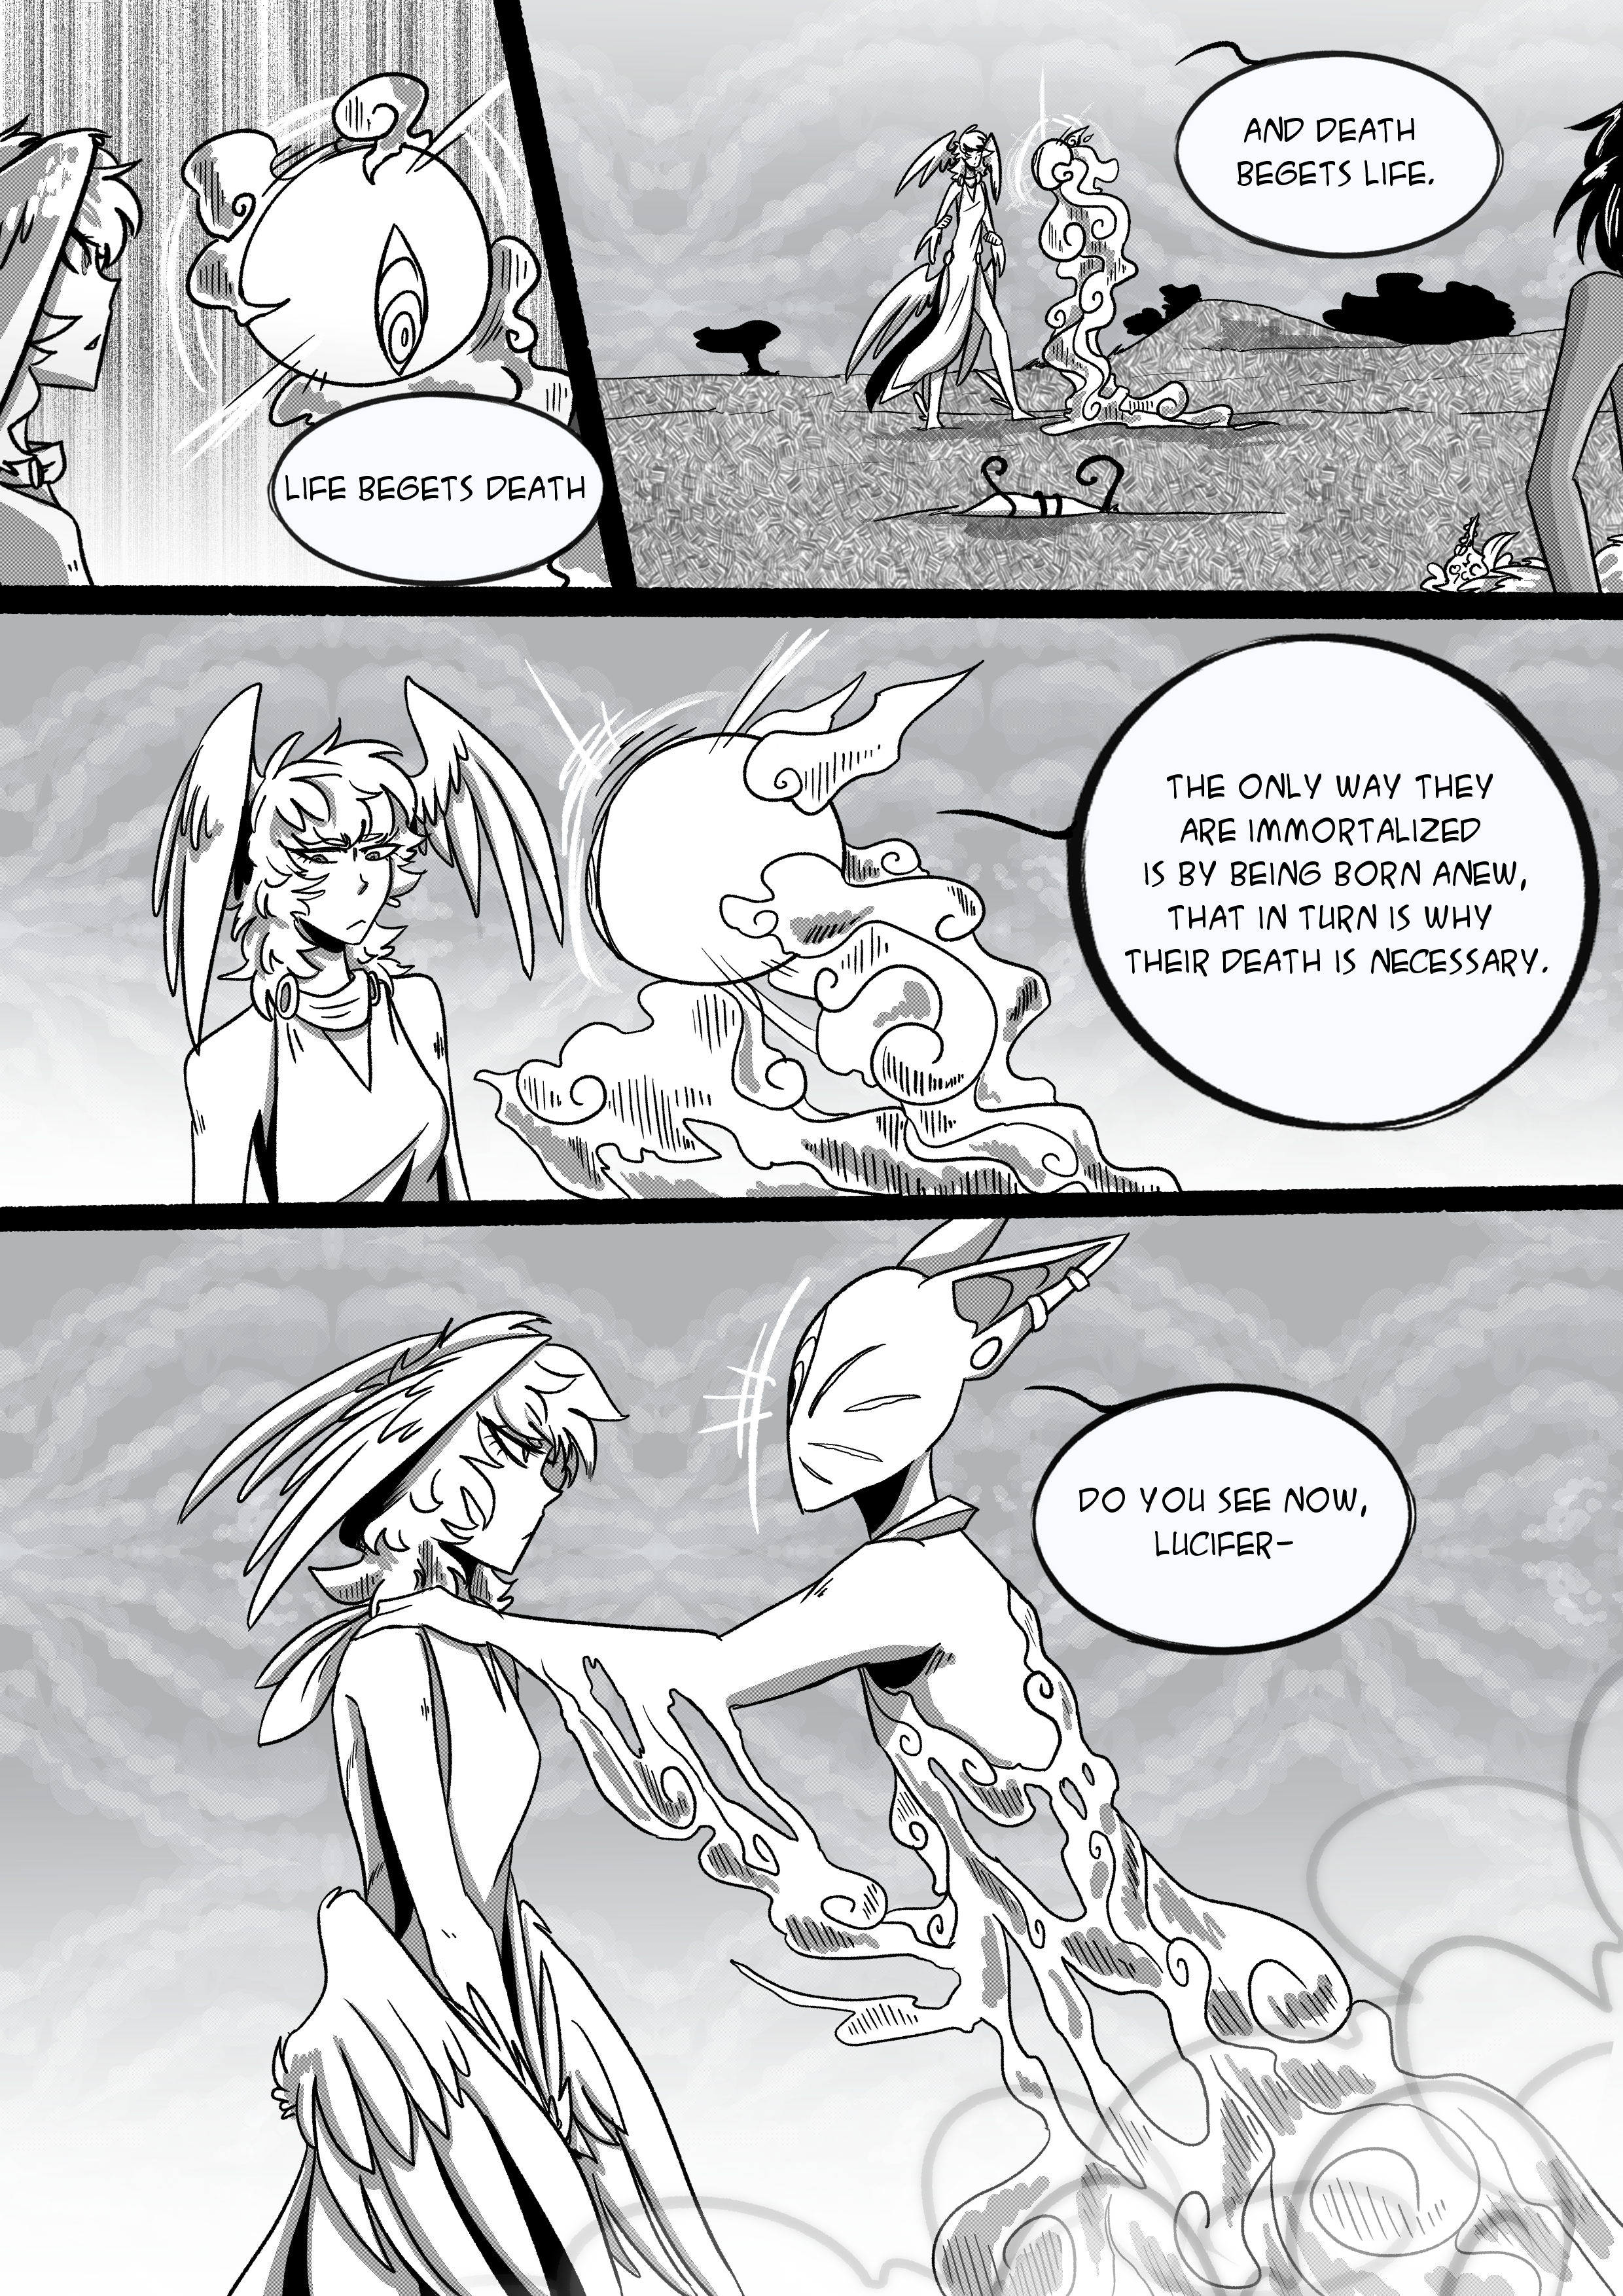 LIFE BEGETS DEATH
AND DEATH
BEGETS LIFE.
THE ONLY WAY THEY
ARE IMMORTALIZED
IS BY BEING BORN ANEW,
THAT IN TURN IS WHY
THEIR DEATH IS NECESSARY.
DO YOU SEE NOW,
LUCIFER-